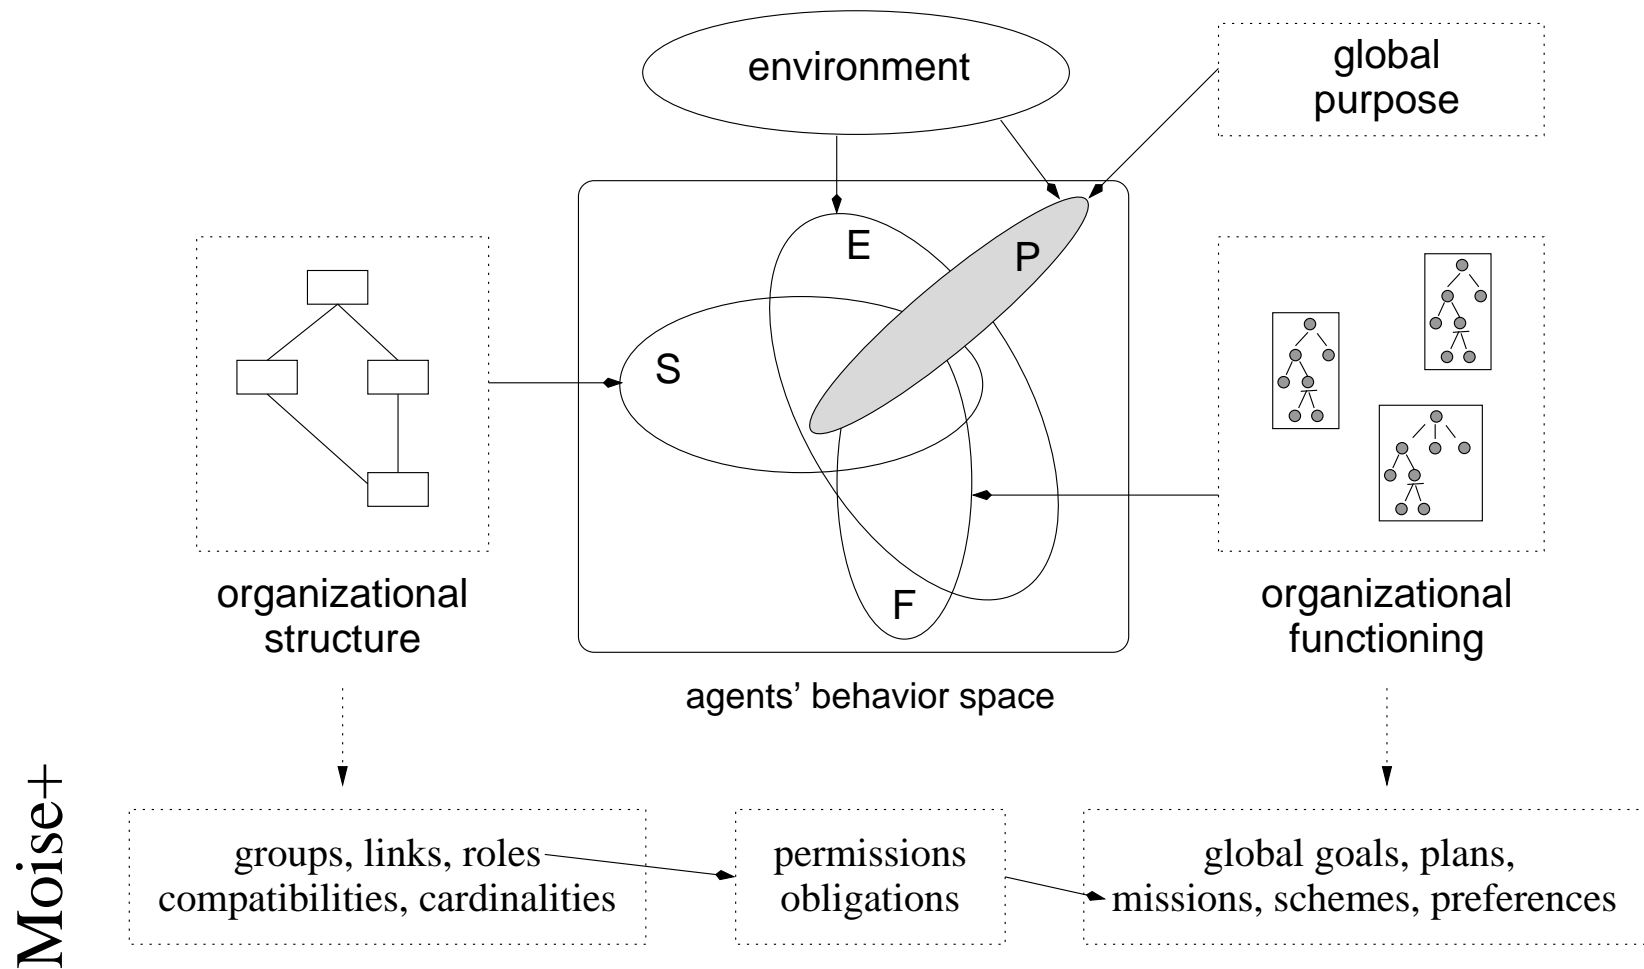 environment
global
purpose
E
P
S
F
organizational
structure
organizational
functioning
agents’ behavior space
Moise+
groups, links, roles
compatibilities, cardinalities
permissions
obligations
global goals, plans,
missions, schemes, preferences